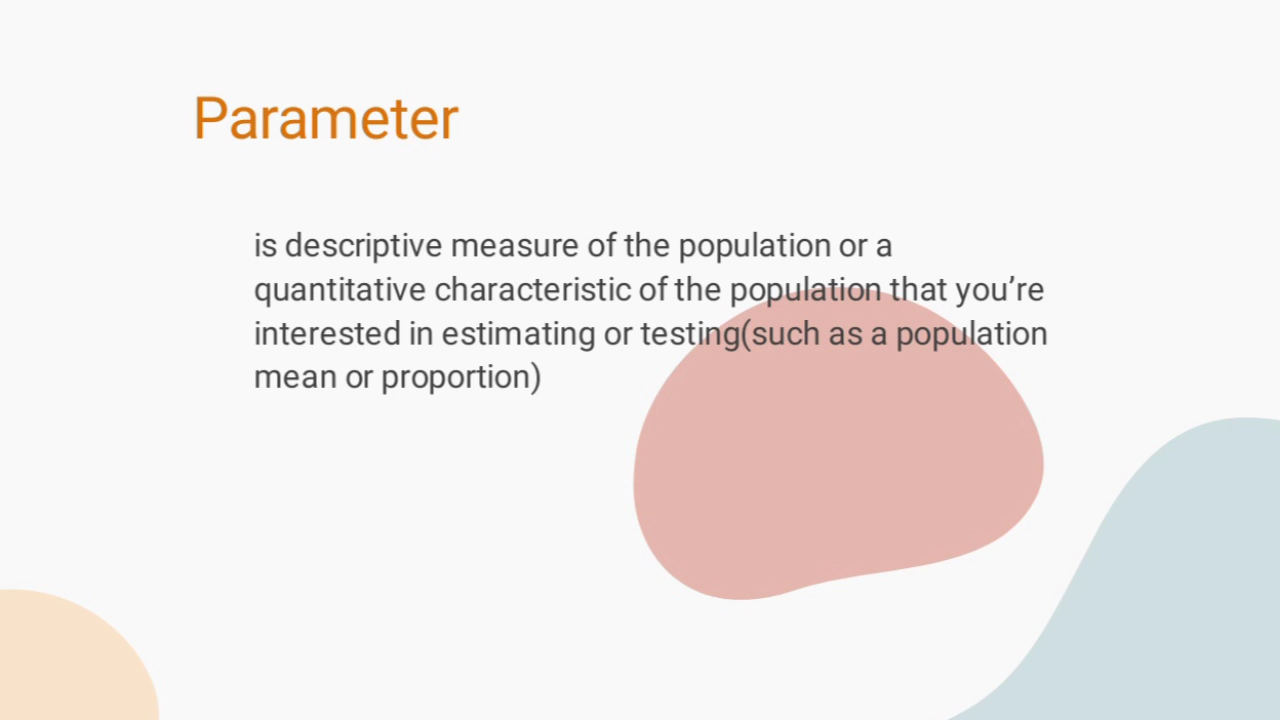 Parameter
is descriptive measure of the population or a
quantitative characteristic of the population that you’re
interested in estimating or testing(such as a population
mean or proportion)